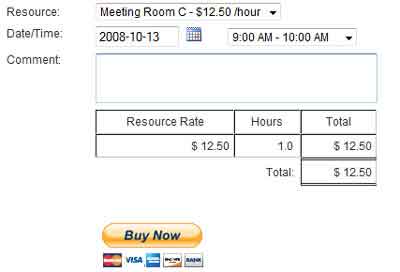 Resource: Meeting Room C - $12.50 /hour
Date/Time: 2008-10-13 9:00 AM - 10:00 AM
Comment:
Resource Rate Hours Total
$ 12.50 1.0 $ 12.50
Total: $ 12.50
Buy Now
VISA BANK